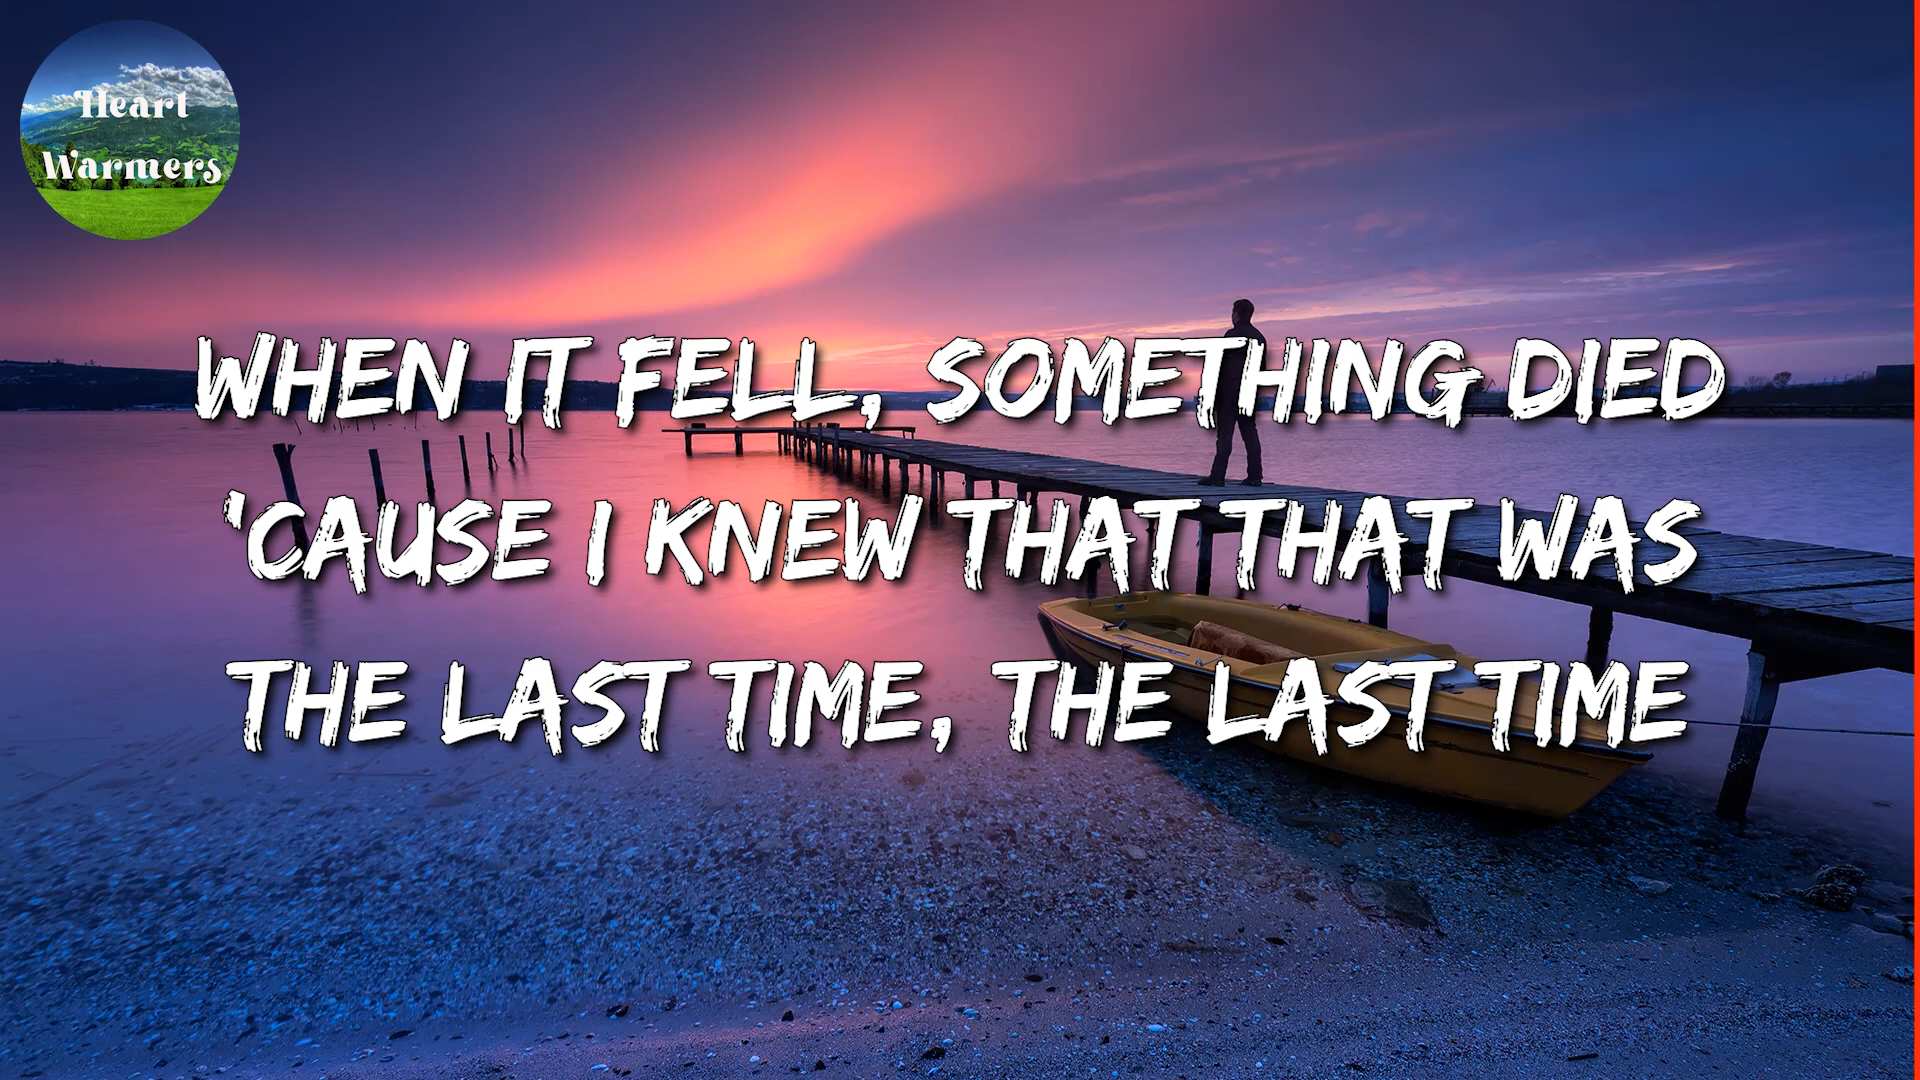 Heart
Warmers
WHEN IT FELL, SOMETHING DIED
'CAUSE I KNEW THAT THAT WAS
THE LAST TIME, THE LAST TIME